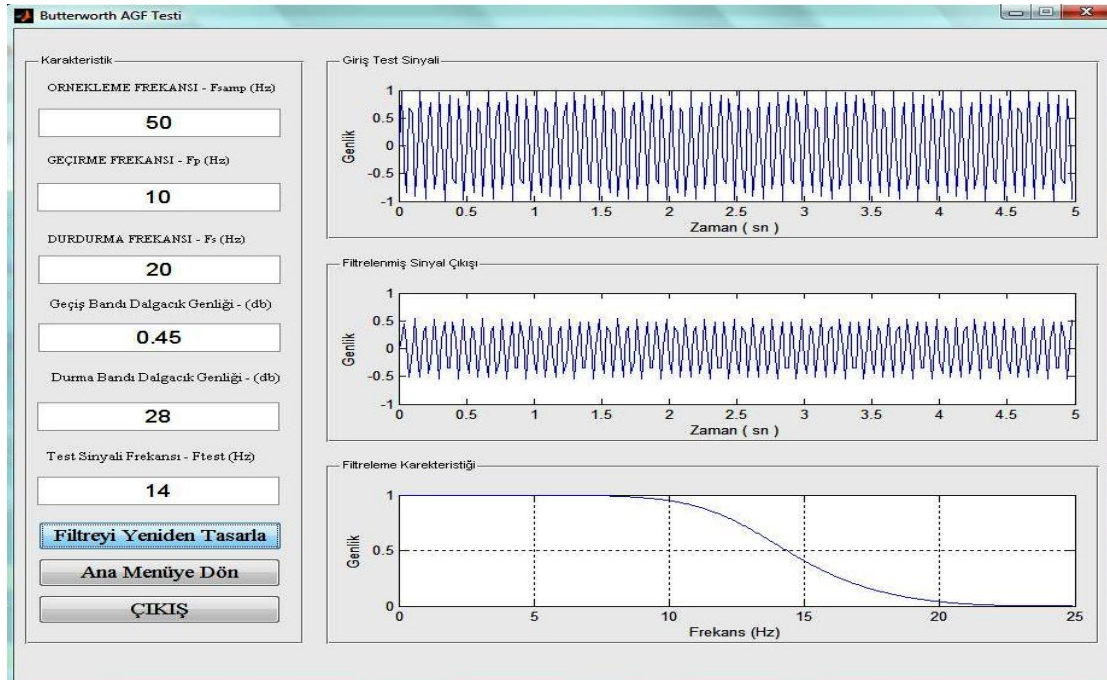 Butterworth AGF Testi
Karakteristik
ORNEKLEME FREKANSI - Fsamp (Hz)
50
GEÇIRME FREKANSI - Fp (Hz)
10
DURDURMA FREKANSI - Fs (Hz)
20
Geçiş Bandı Dalgacık Genliği - (db)
0.45
Durma Bandı Dalgacık Genliği - (db)
28
Test Sinyali Frekansı - Ftest (Hz)
14
Filtreyi Yeniden Tasarla
Ana Menüye Dön
ÇIKIŞ
Giriş Test Sinyali
Genlik
1
0.5
0
-0.5
-1
0 0.5 1 1.5 2 2.5 3 3.5 4 4.5 5
Zaman ( sn )
Filtrelenmiş Sinyal Çıkışı
Genlik
1
0.5
0
-0.5
-1
0 0.5 1 1.5 2 2.5 3 3.5 4 4.5 5
Zaman ( sn )
Filtreleme Karekteristiği
Genlik
1
0.5
0
0 5 10 15 20 25
Frekans (Hz)